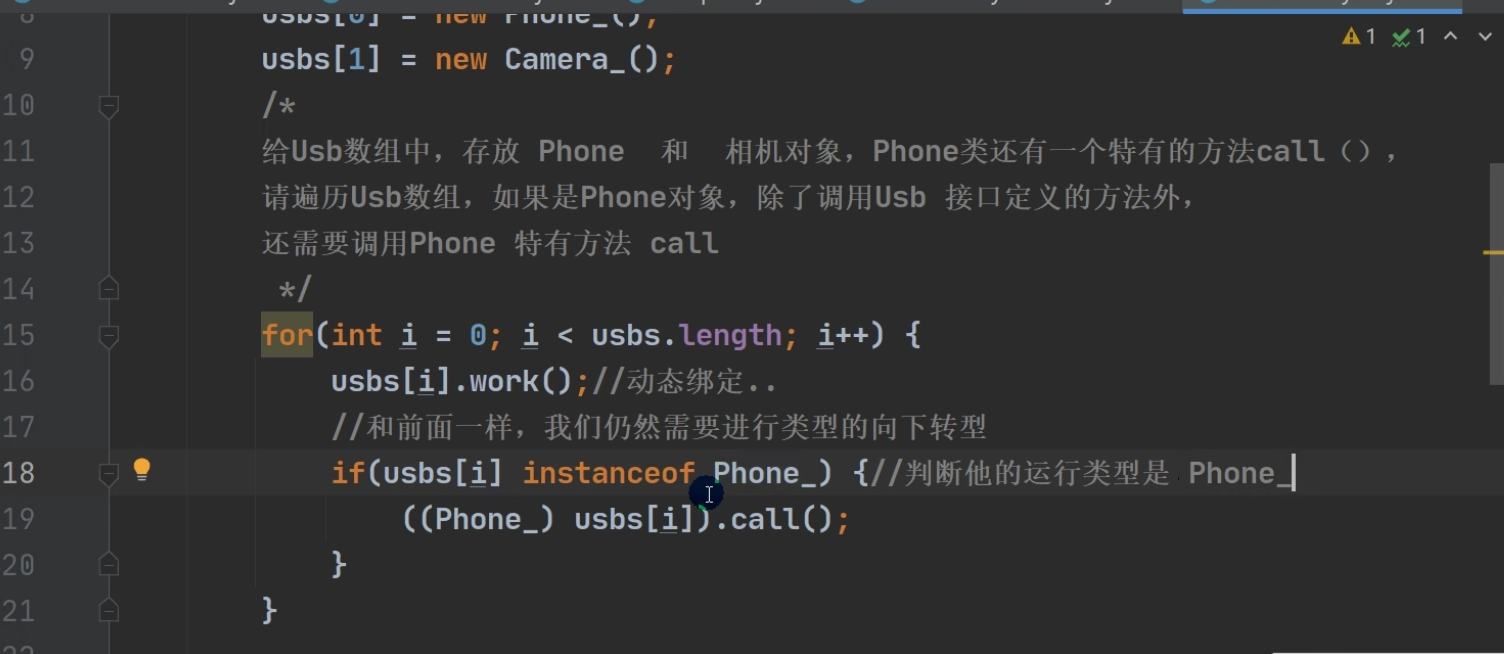 8 usbs[0] = new Phone_();
9 usbs[1] = new Camera_();
10 /*
11 给Usb数组中，存放 Phone 和 相机对象，Phone类还有一个特有的方法call（），
12 请遍历Usb数组，如果是Phone对象，除了调用Usb 接口定义的方法外，
13 还需要调用Phone 特有方法 call
14 */
15 for(int i = 0; i < usbs.length; i++) {
16 usbs[i].work();//动态绑定..
17 //和前面一样，我们仍然需要进行类型的向下转型
18 if(usbs[i] instanceof Phone_) {//判断他的运行类型是 Phone_
19 ((Phone_) usbs[i]).call();
20 }
21 }
1 1